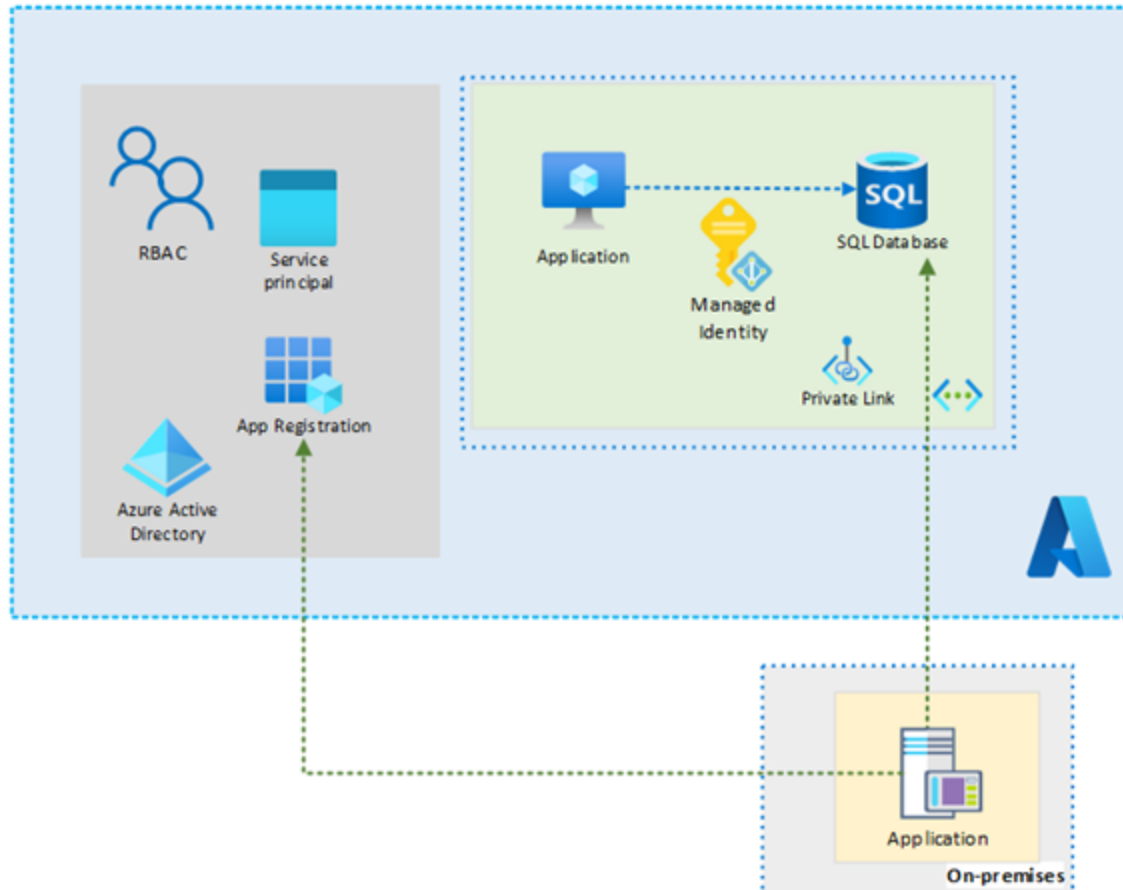 RBAC
Service
principal
App Registration
Azure Active
Directory
Application
SQL
SQL Database
Managed
Identity
Private Link
Application
On-premises